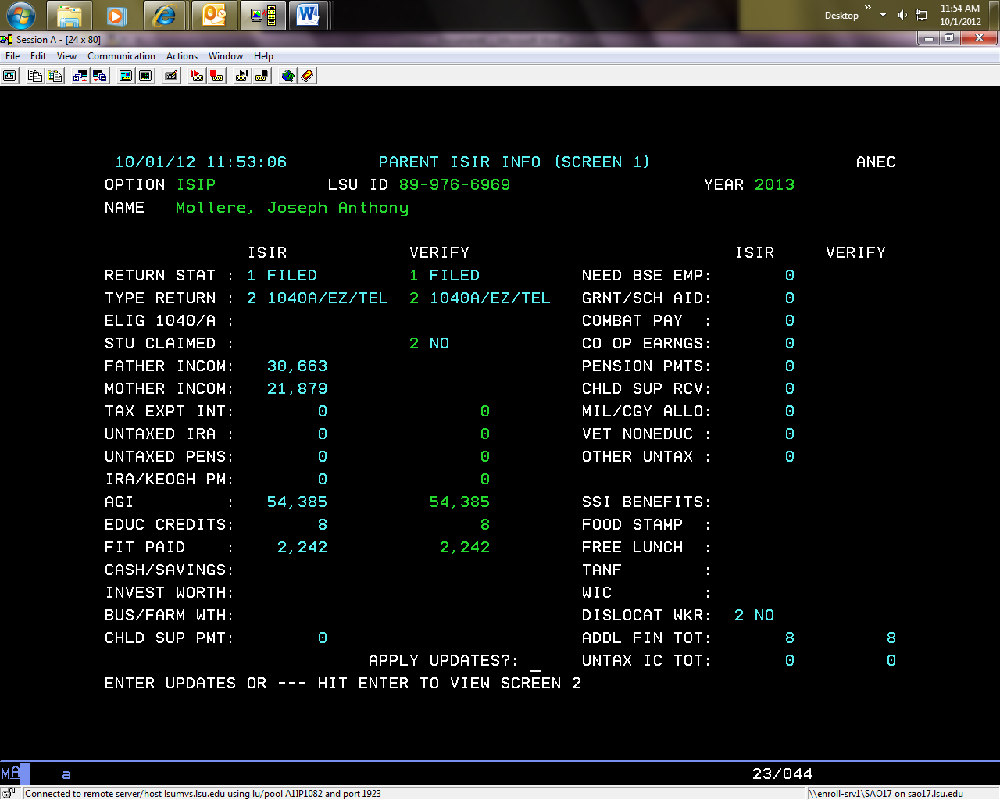 Desktop »
11:54 AM
10/1/2012
Session A - [24 x 80]
File Edit View Communication Actions Window Help
10/01/12 11:53:06 PARENT ISIR INFO (SCREEN 1) ANEC
OPTION ISIP LSU ID 89-976-6969 YEAR 2013
NAME Mollere, Joseph Anthony
ISIR VERIFY ISIR VERIFY
RETURN STAT : 1 FILED 1 FILED NEED BSE EMP: 0
TYPE RETURN : 2 1040A/EZ/TEL 2 1040A/EZ/TEL GRNT/SCH AID: 0
ELIG 1040/A : COMBAT PAY : 0
STU CLAIMED : 2 NO CO OP EARNGS: 0
FATHER INCOM: 30,663 PENSION PMTS: 0
MOTHER INCOM: 21,879 CHLD SUP RCV: 0
TAX EXPT INT: 0 0 MIL/CGY ALLO: 0
UNTAXED IRA : 0 0 VET NONEDUC : 0
UNTAXED PENS: 0 0 OTHER UNTAX : 0
IRA/KEOGH PM: 0 0
AGI : 54,385 54,385 SSI BENEFITS:
EDUC CREDITS: 8 8 FOOD STAMP :
FIT PAID : 2,242 2,242 FREE LUNCH :
CASH/SAVINGS: TANF :
INVEST WORTH: WIC :
BUS/FARM WTH: DISLOCAT WKR: 2 NO
CHLD SUP PMT: 0 ADDL FIN TOT: 8 8
APPLY UPDATES?: _ UNTAX IC TOT: 0 0
ENTER UPDATES OR --- HIT ENTER TO VIEW SCREEN 2
MA a 23/044
Connected to remote server/host lsumvs.lsu.edu using lu/pool A1IP1082 and port 1923 \\enroll-srv1\SAO17 on sao17.lsu.edu